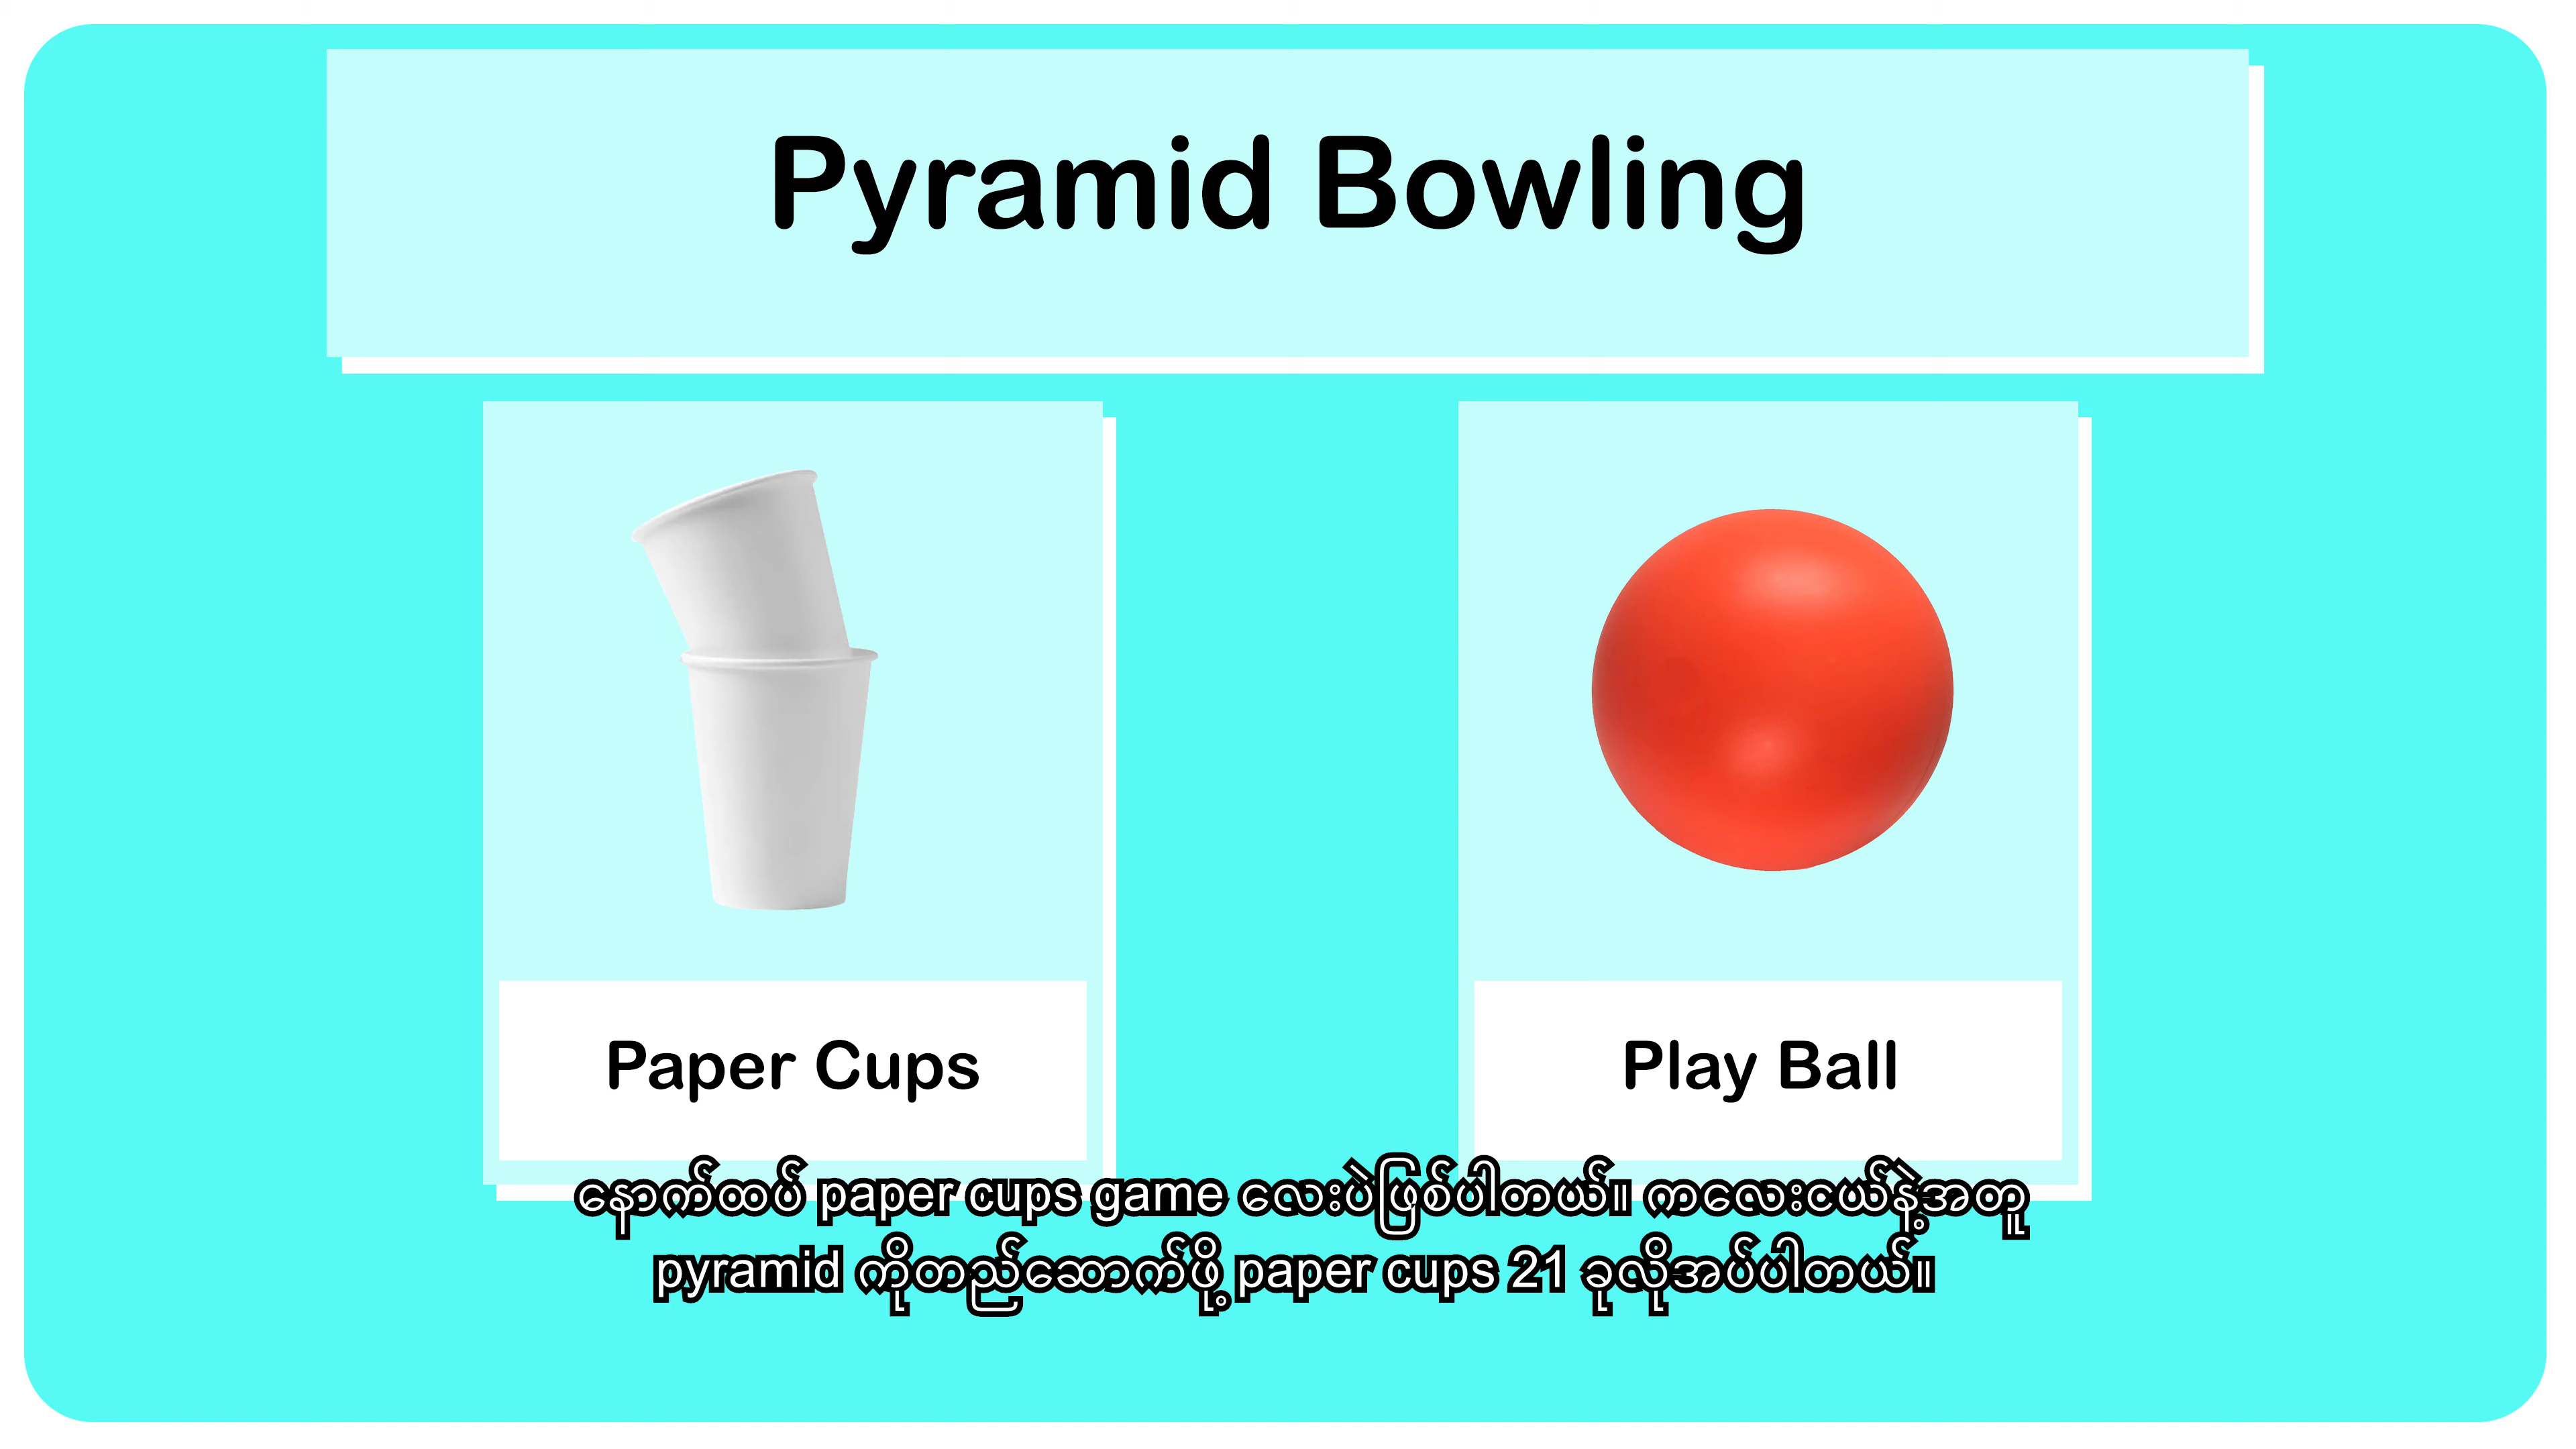 Pyramid Bowling
Paper Cups
Play Ball
နောက်ထပ် paper cups game လေးပဲဖြစ်ပါတယ်။ ကလေးငယ်နဲ့အတူ
pyramid ကိုတည်ဆောက်ဖို့ paper cups 21 ခုလိုအပ်ပါတယ်။